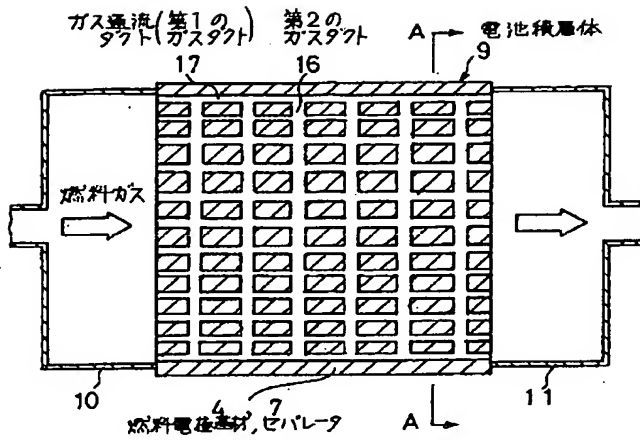 ガス通流(第1の
ダクト(ガスダクト)
第2の
ガスダクト
A
電池積層体
17
16
9
燃料ガス
10
4
7
燃料電極基材,セパレータ
A
11